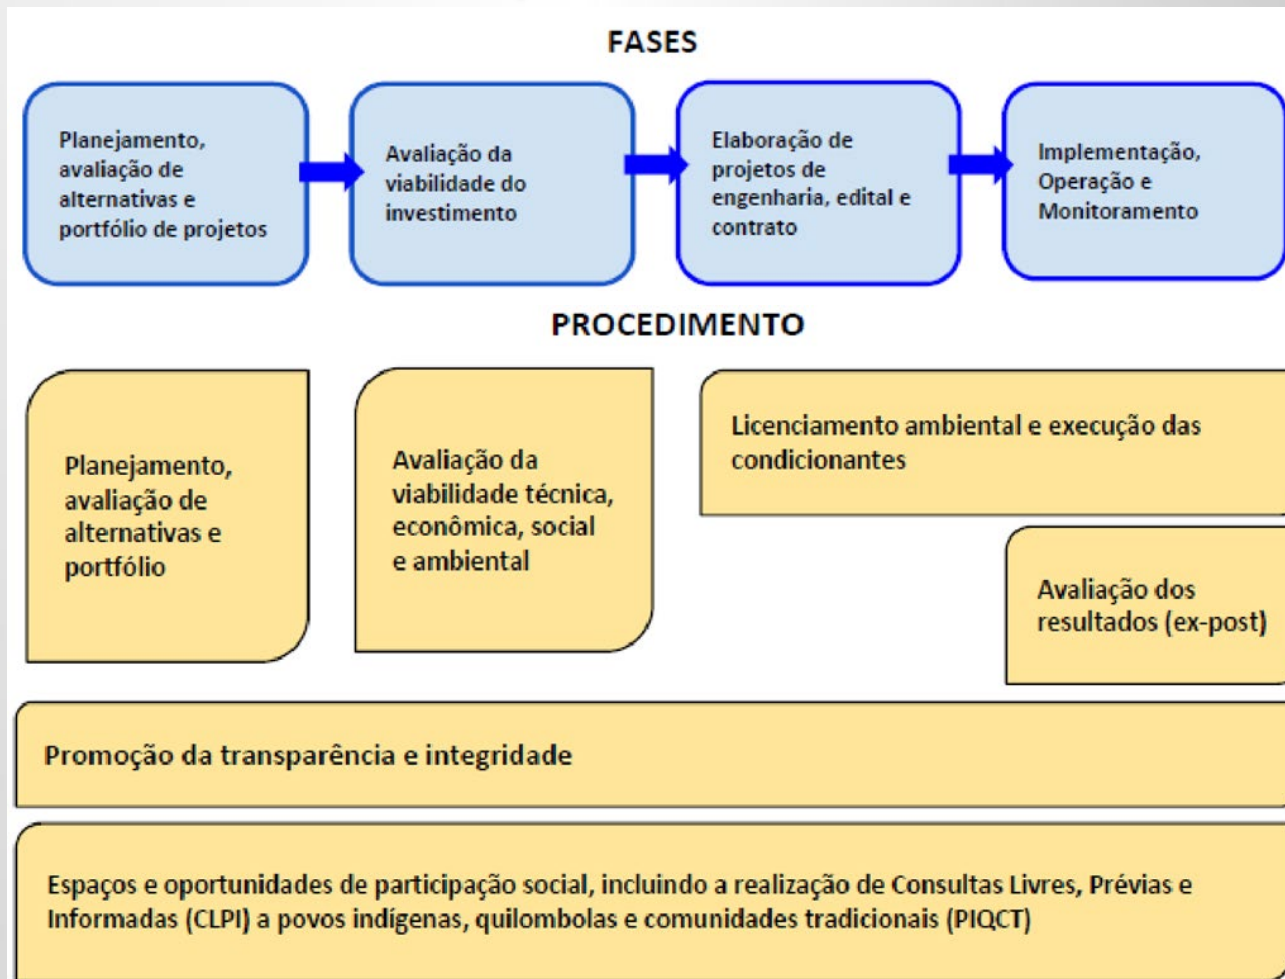 FASES
Planejamento,
avaliação de
alternativas e
portfólio de projetos
Avaliação da
viabilidade do
investimento
Elaboração de
projetos de
engenharia, edital e
contrato
Implementação,
Operação e
Monitoramento
PROCEDIMENTO
Planejamento,
avaliação de
alternativas e
portfólio
Avaliação da
viabilidade técnica,
econômica, social
e ambiental
Licenciamento ambiental e execução das
condicionantes
Avaliação dos
resultados (ex-post)
Promoção da transparência e integridade
Espaços e oportunidades de participação social, incluindo a realização de Consultas Livres, Prévias e
Informadas (CLPI) a povos indígenas, quilombolas e comunidades tradicionais (PIQCT)